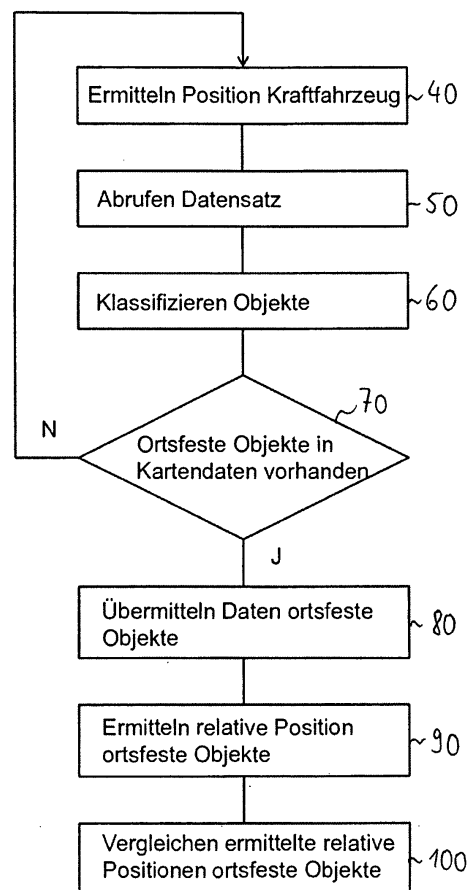 Ermitteln Position Kraftfahrzeug 40
Abrufen Datensatz 50
Klassifizieren Objekte 60
70
N
Ortsfeste Objekte in
Kartendaten vorhanden
J
Übermitteln Daten ortsfeste
Objekte 80
Ermitteln relative Position
ortsfeste Objekte 90
Vergleichen ermittelte relative
Positionen ortsfeste Objekte 100